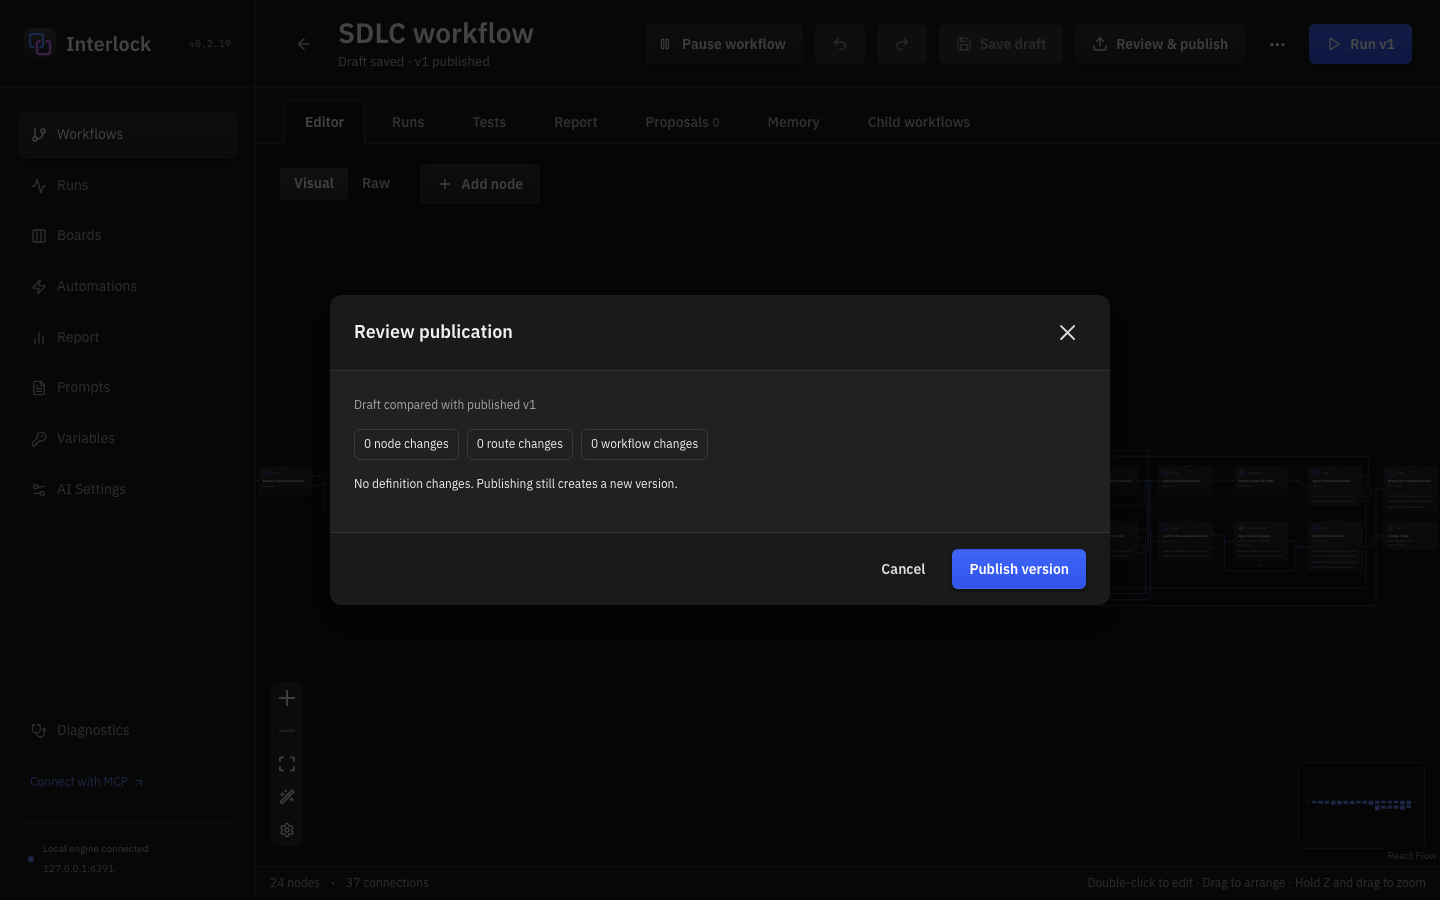 Interlock
v0.2.19
SDLC workflow
Draft saved · v1 published
Pause workflow
Save draft
Review & publish
Run v1
Workflows
Runs
Boards
Automations
Report
Prompts
Variables
AI Settings
Diagnostics
Connect with MCP
Local engine connected
127.0.0.1:4391
Editor
Runs
Tests
Report
Proposals 0
Memory
Child workflows
Visual
Raw
Add node
Review publication
Draft compared with published v1
0 node changes
0 route changes
0 workflow changes
No definition changes. Publishing still creates a new version.
Cancel
Publish version
React Flow
24 nodes · 37 connections
Double-click to edit · Drag to arrange · Hold Z and drag to zoom